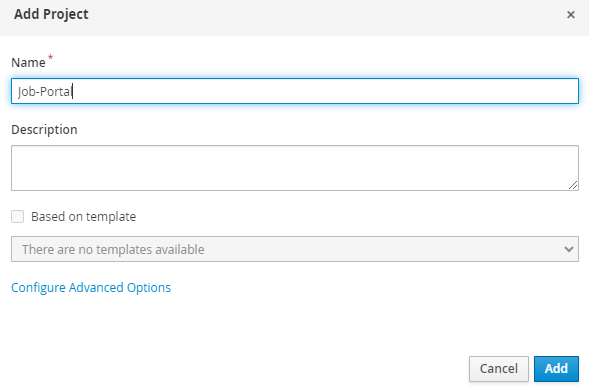 Add Project
×
Name *
Job-Portal
Description
Based on template
There are no templates available
Configure Advanced Options
Cancel Add